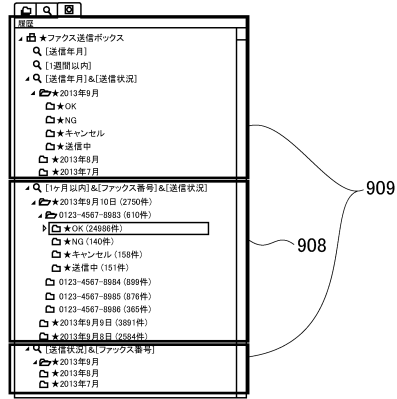 履歴
★ファクス送信ボックス
[送信年月]
[1週間以内]
[送信年月]&[送信状況]
★2013年9月
★OK
★NG
★キャンセル
★送信中
★2013年8月
★2013年7月
[1ヶ月以内]&[ファックス番号]&[送信状況]
★2013年9月10日 (2750件)
0123-4567-8983 (610件)
★OK (24986件)
★NG (140件)
★キャンセル (158件)
★送信中 (151件)
0123-4567-8984 (899件)
0123-4567-8985 (876件)
0123-4567-8986 (365件)
★2013年9月9日 (3891件)
★2013年9月8日 (2584件)
[送信状況]&[ファックス番号]
★2013年9月
★2013年8月
★2013年7月
909
908